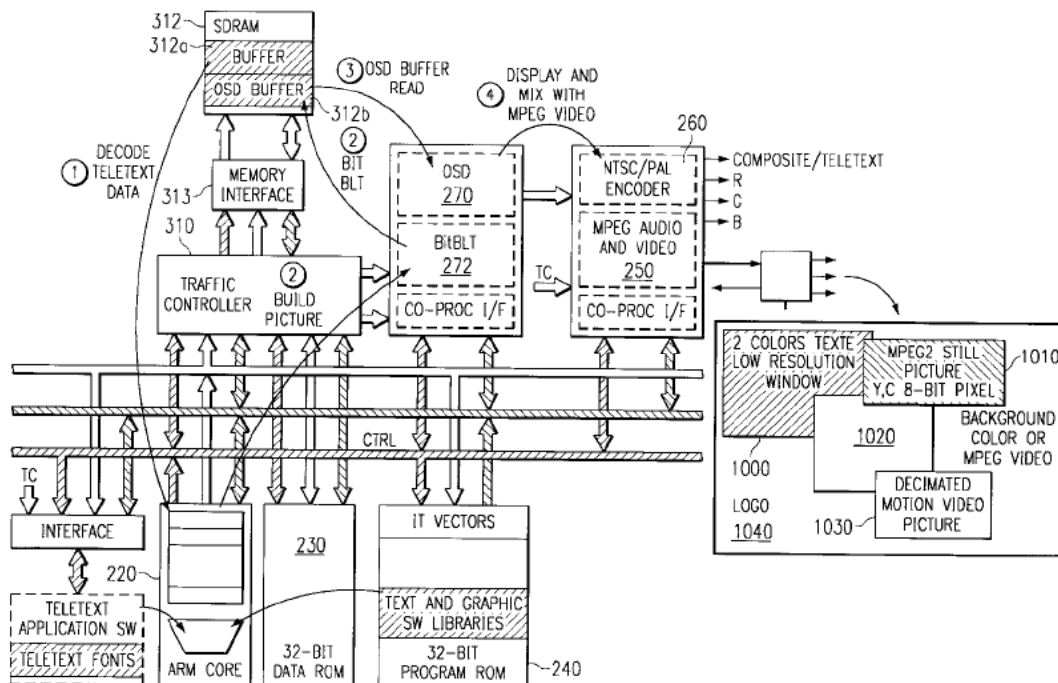 312
SDRAM
312a
BUFFER
OSD BUFFER
312b
③ OSD BUFFER
READ
④ DISPLAY AND
MIX WITH
MPEG VIDEO
260
① DECODE
TELETEXT
DATA
② BIT
BLT
MEMORY
INTERFACE
313
310
TRAFFIC
CONTROLLER
② BUILD
PICTURE
OSD
270
BitBLT
272
CO-PROC I/F
NTSC/PAL
ENCODER
MPEG AUDIO
AND VIDEO
250
TC
CO-PROC I/F
COMPOSITE/TELETEXT
R
C
B
2 COLORS TEXTE
LOW RESOLUTION
WINDOW
MPEG2 STILL
PICTURE
Y,C 8-BIT PIXEL
1010
1020
BACKGROUND
COLOR OR
MPEG VIDEO
1000
LOGO
1040
DECIMATED
MOTION VIDEO
PICTURE
1030
CTRL
TC
INTERFACE
220
TELETEXT
APPLICATION SW
TELETEXT FONTS
ARM CORE
230
32-BIT
DATA ROM
IT VECTORS
TEXT AND GRAPHIC
SW LIBRARIES
32-BIT
PROGRAM ROM
240